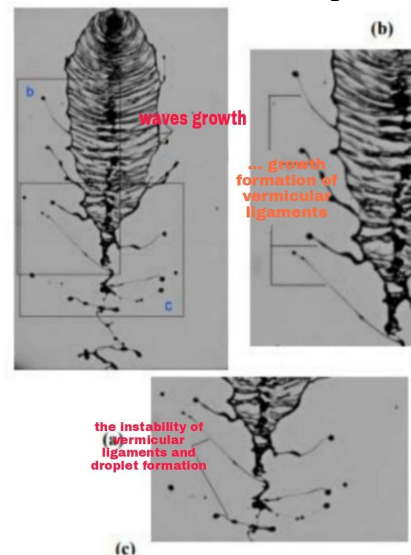 (b)
b
waves growth
... growth
formation of
vermicular
ligaments
c
the instability of
(a)
vermicular
ligaments and
droplet formation
(c)